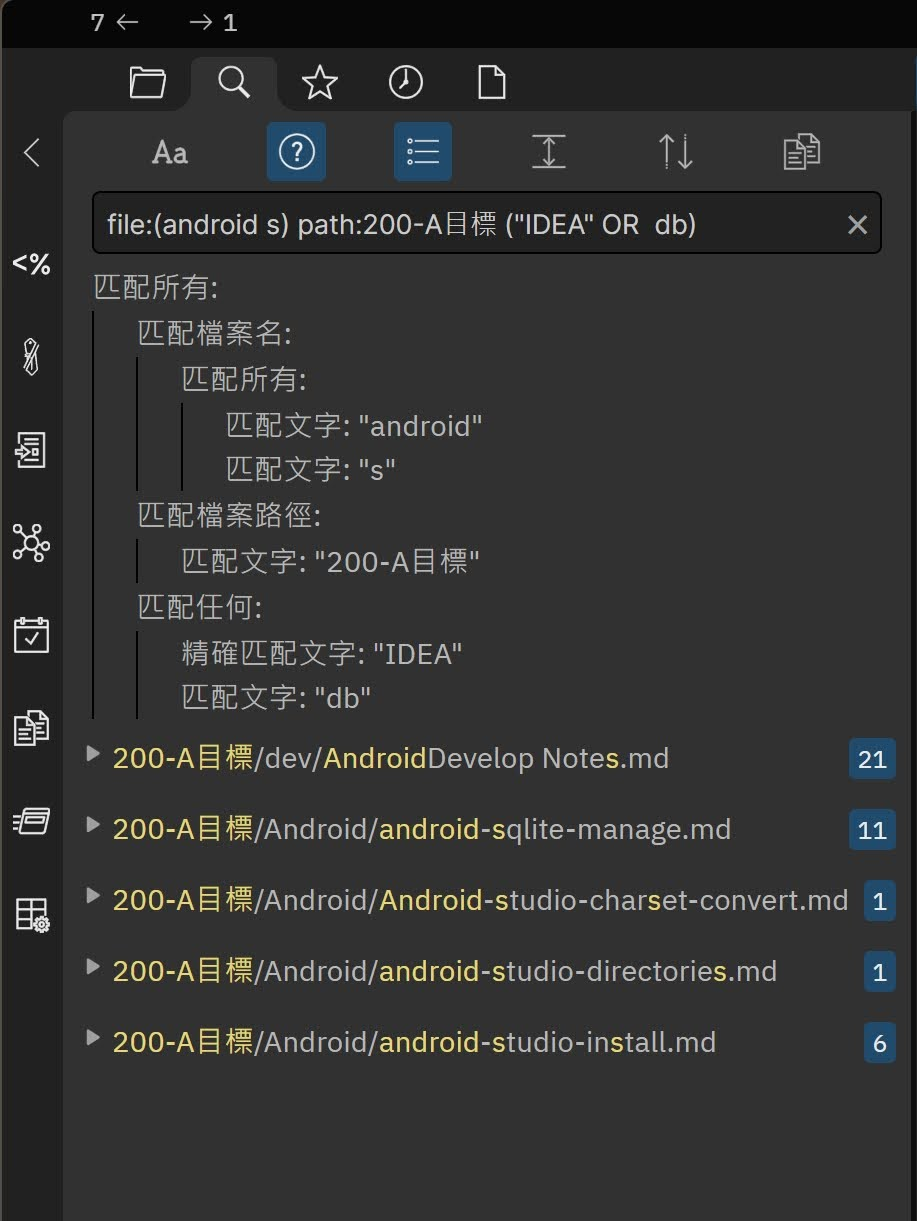 7 ← → 1
Aa
file:(android s) path:200-A目標 ("IDEA" OR  db)
<%
匹配所有:
匹配檔案名:
匹配所有:
匹配文字: "android"
匹配文字: "s"
匹配檔案路徑:
匹配文字: "200-A目標"
匹配任何:
精確匹配文字: "IDEA"
匹配文字: "db"
200-A目標/dev/AndroidDevelop Notes.md 21
200-A目標/Android/android-sqlite-manage.md 11
200-A目標/Android/Android-studio-charset-convert.md 1
200-A目標/Android/android-studio-directories.md 1
200-A目標/Android/android-studio-install.md 6